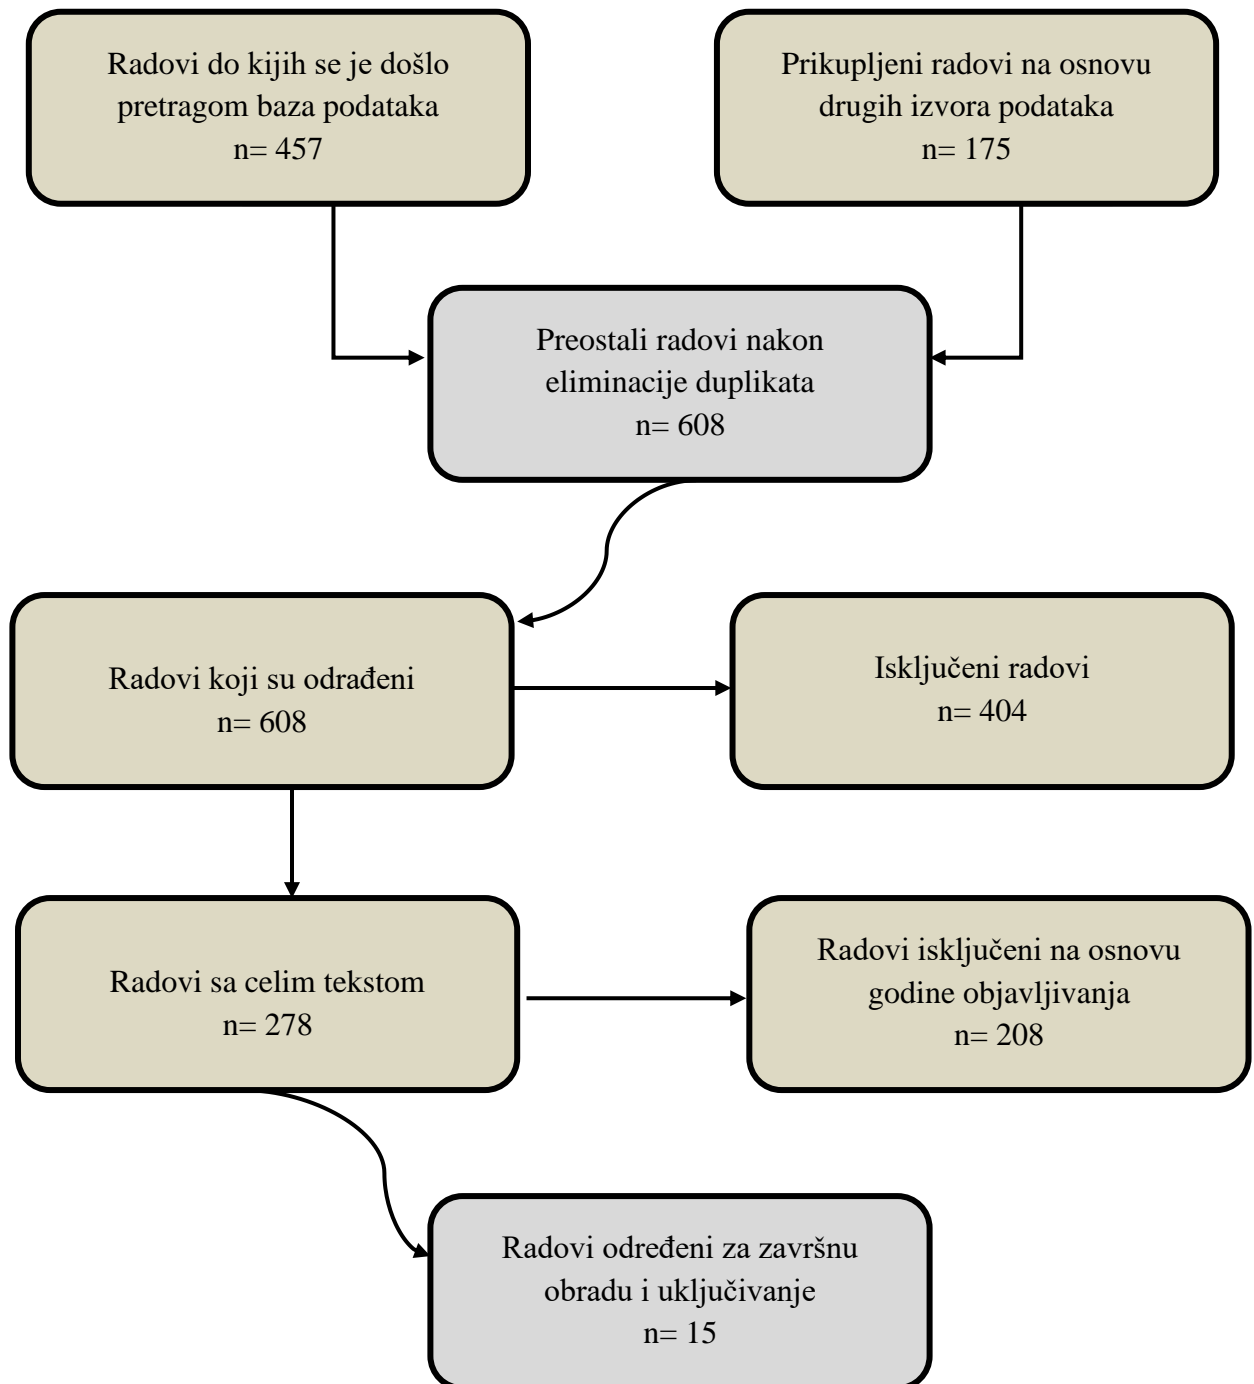 Radovi do kijih se je došlo
pretragom baza podataka
n= 457
Prikupljeni radovi na osnovu
drugih izvora podataka
n= 175
Preostali radovi nakon
eliminacije duplikata
n= 608
Radovi koji su odrađeni
n= 608
Isključeni radovi
n= 404
Radovi sa celim tekstom
n= 278
Radovi isključeni na osnovu
godine objavljivanja
n= 208
Radovi određeni za završnu
obradu i uključivanje
n= 15